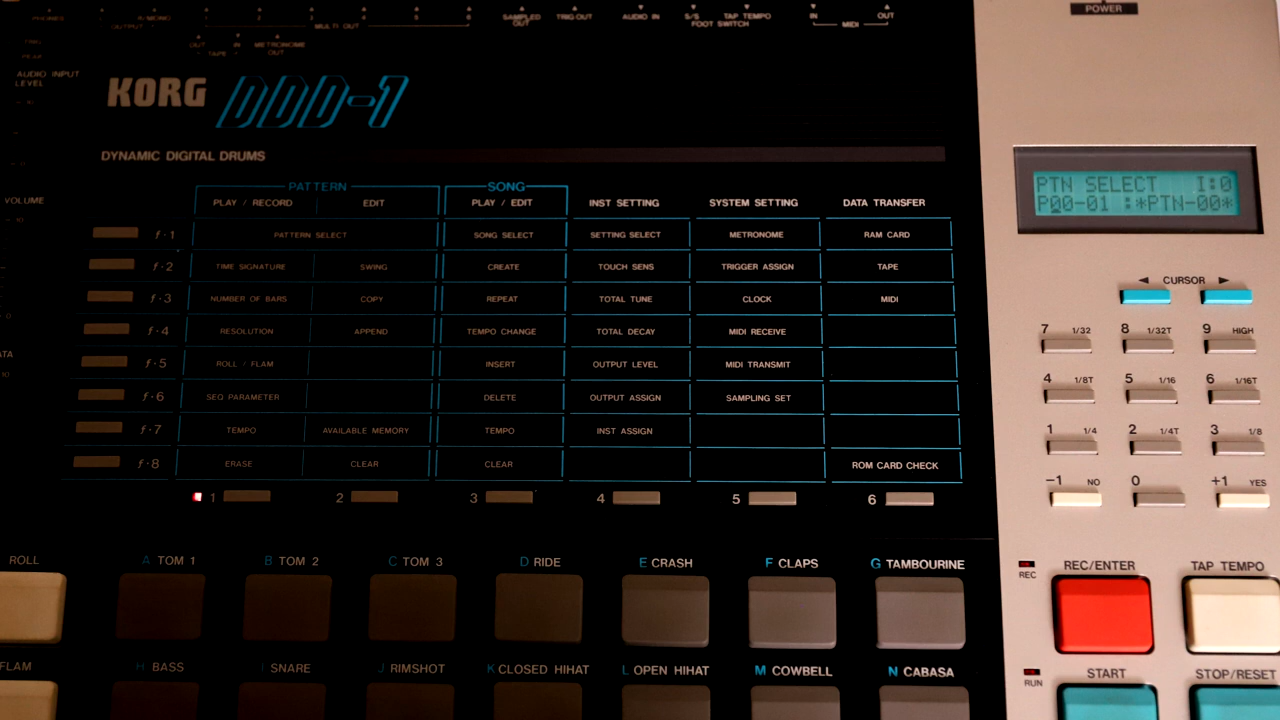 POWER
PHONES R/MONO 1 2 3 4 5 6 SAMPLED OUT TRIG OUT AUDIO IN S/S TAP TEMPO IN OUT
OUTPUT MULTI OUT FOOT SWITCH MIDI
OUT IN METRONOME OUT
TAPE
AUDIO INPUT
LEVEL
KORG DDD-1
DYNAMIC DIGITAL DRUMS
PATTERN SONG
VOLUME PLAY / RECORD EDIT PLAY / EDIT INST SETTING SYSTEM SETTING DATA TRANSFER
f·1 PATTERN SELECT SONG SELECT SETTING SELECT METRONOME RAM CARD
f·2 TIME SIGNATURE SWING CREATE TOUCH SENS TRIGGER ASSIGN TAPE
f·3 NUMBER OF BARS COPY REPEAT TOTAL TUNE CLOCK MIDI
f·4 RESOLUTION APPEND TEMPO CHANGE TOTAL DECAY MIDI RECEIVE
f·5 ROLL / FLAM INSERT OUTPUT LEVEL MIDI TRANSMIT
f·6 SEQ PARAMETER DELETE OUTPUT ASSIGN SAMPLING SET
f·7 TEMPO AVAILABLE MEMORY TEMPO INST ASSIGN
f·8 ERASE CLEAR CLEAR ROM CARD CHECK
1 2 3 4 5 6
PTN SELECT I:0
P00-01 :*PTN-00*
◄ CURSOR ►
7 1/32 8 1/32T 9 HIGH
4 1/8T 5 1/16 6 1/16T
1 1/4 2 1/4T 3 1/8
−1 NO 0 +1 YES
ROLL A TOM 1 B TOM 2 C TOM 3 D RIDE E CRASH F CLAPS G TAMBOURINE
REC REC/ENTER TAP TEMPO
FLAM H BASS I SNARE J RIMSHOT K CLOSED HIHAT L OPEN HIHAT M COWBELL N CABASA
RUN START STOP/RESET